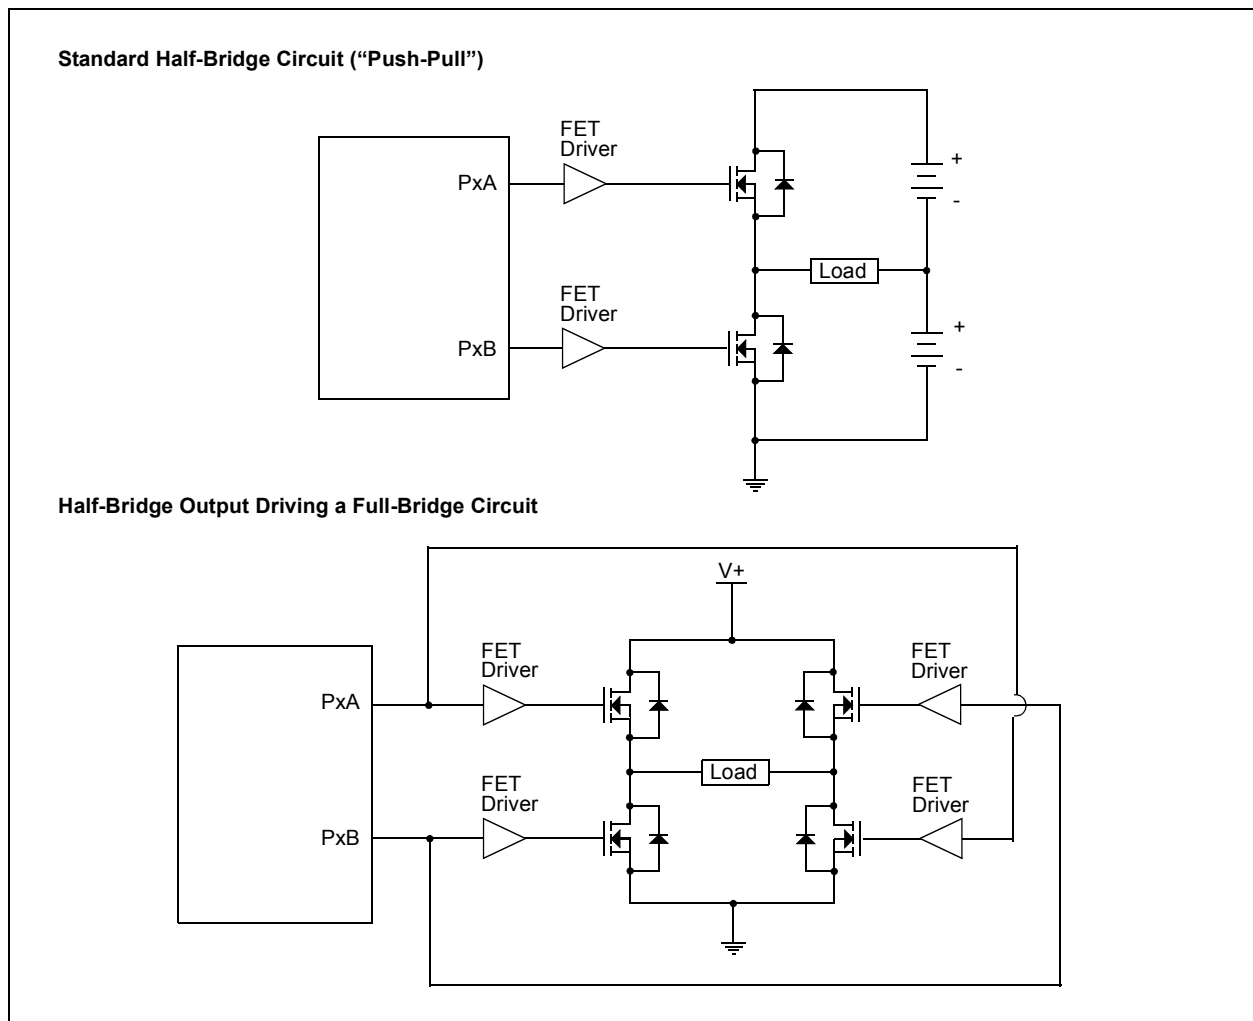 Standard Half-Bridge Circuit (“Push-Pull”)
FET
Driver
PxA
+
-
Load
FET
Driver
PxB
+
-
Half-Bridge Output Driving a Full-Bridge Circuit
V+
FET
Driver
FET
Driver
PxA
Load
FET
Driver
FET
Driver
PxB